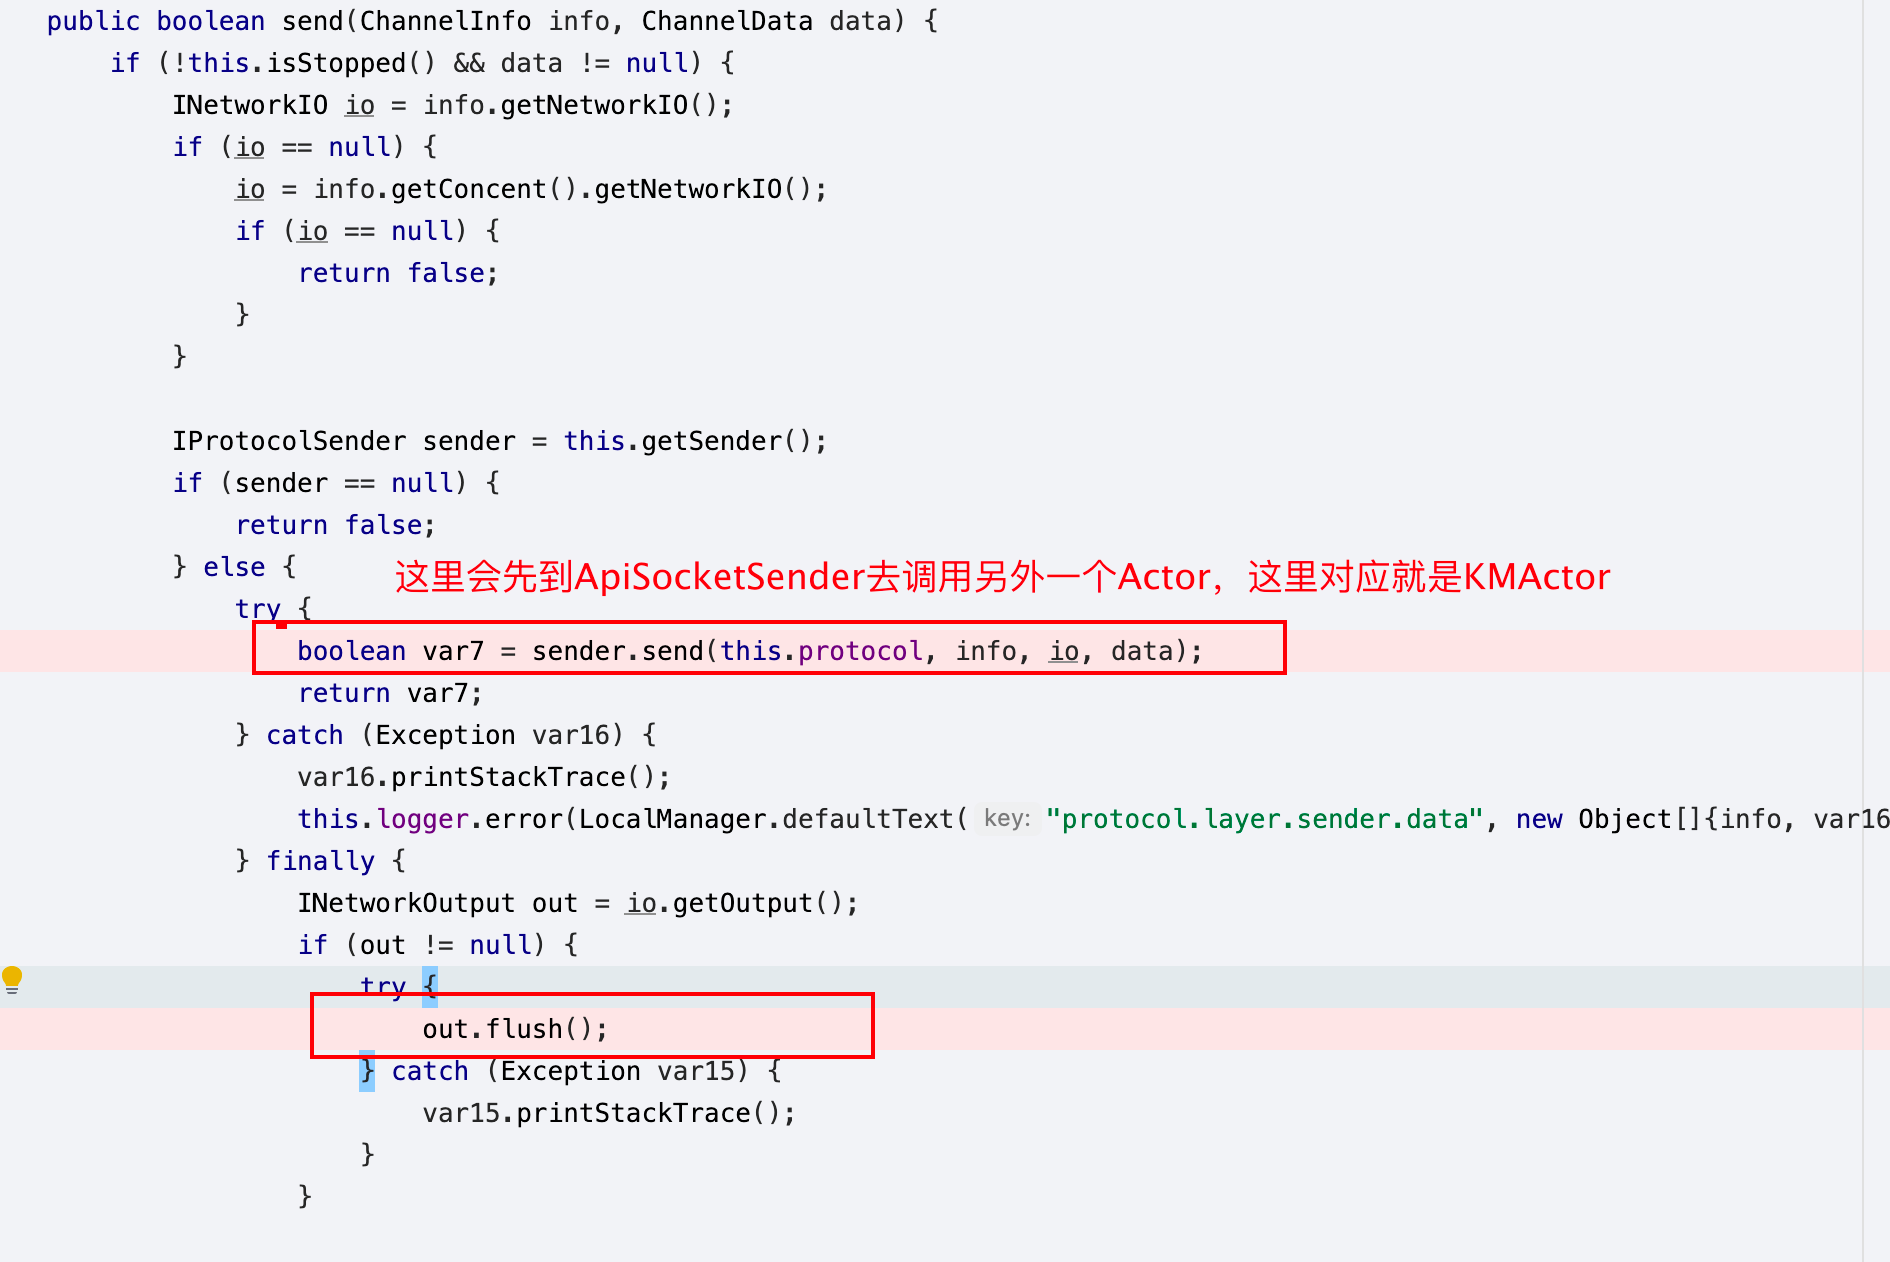 public boolean send(ChannelInfo info, ChannelData data) {
if (!this.isStopped() && data != null) {
INetworkIO io = info.getNetworkIO();
if (io == null) {
io = info.getConcent().getNetworkIO();
if (io == null) {
return false;
}
}
IProtocolSender sender = this.getSender();
if (sender == null) {
return false;
} else {
这里会先到ApiSocketSender去调用另外一个Actor，这里对应就是KMActor
try {
boolean var7 = sender.send(this.protocol, info, io, data);
return var7;
} catch (Exception var16) {
var16.printStackTrace();
this.logger.error(LocalManager.defaultText( key: "protocol.layer.sender.data", new Object[]{info, var16
} finally {
INetworkOutput out = io.getOutput();
if (out != null) {
try {
out.flush();
} catch (Exception var15) {
var15.printStackTrace();
}
}